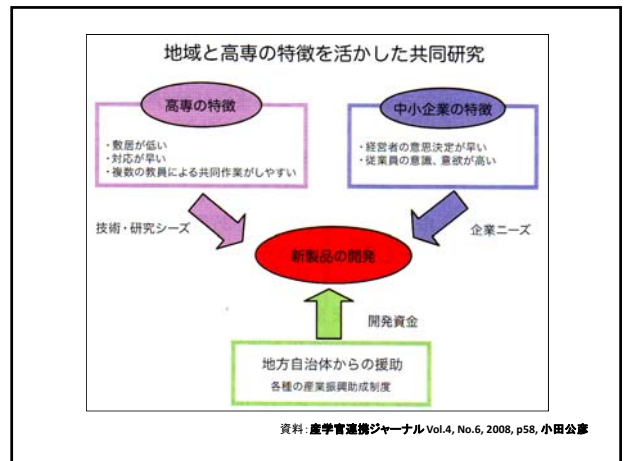 地域と高専の特徴を活かした共同研究
高専の特徴
・敷居が低い
・対応が早い
・複数の教員による共同作業がしやすい
中小企業の特徴
・経営者の意思決定が早い
・従業員の意識、意欲が高い
技術・研究シーズ
企業ニーズ
新製品の開発
開発資金
地方自治体からの援助
各種の産業振興助成制度
資料:産学官連携ジャーナル Vol.4, No.6, 2008, p58, 小田公彦